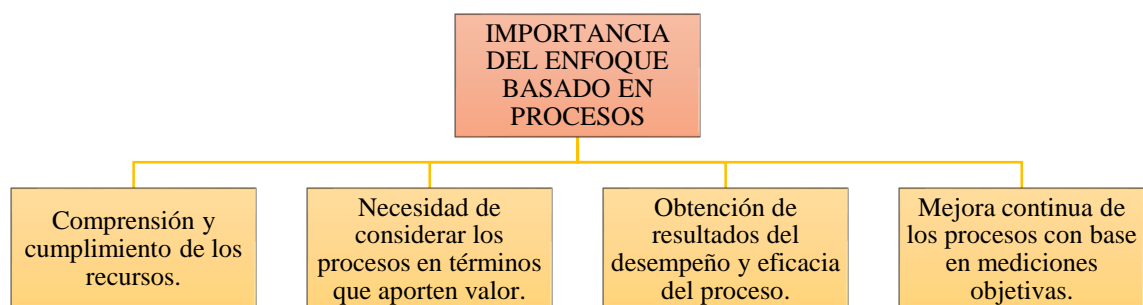 IMPORTANCIA
DEL ENFOQUE
BASADO EN
PROCESOS
Comprensión y
cumplimiento de los
recursos.
Necesidad de
considerar los
procesos en términos
que aporten valor.
Obtención de
resultados del
desempeño y eficacia
del proceso.
Mejora continua de
los procesos con base
en mediciones
objetivas.